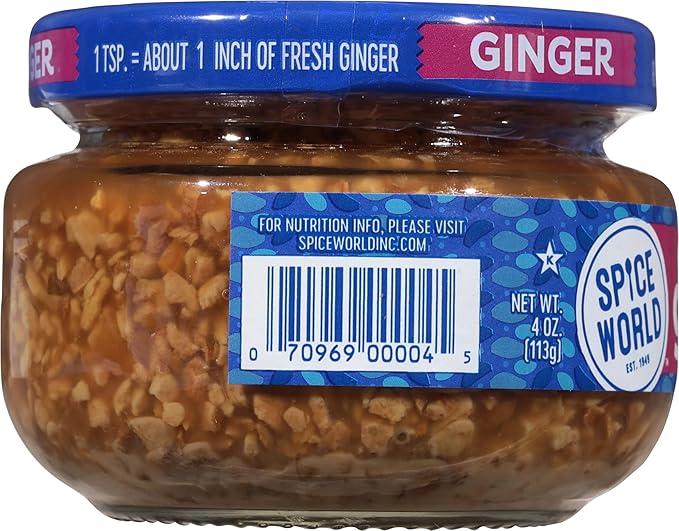 GER
1 TSP. = ABOUT 1 INCH OF FRESH GINGER
GINGER
FOR NUTRITION INFO, PLEASE VISIT
SPICEWORLDINC.COM
0 70969 00004 5
K
NET WT.
4 OZ.
(113g)
SPICE
WORLD
EST. 1949